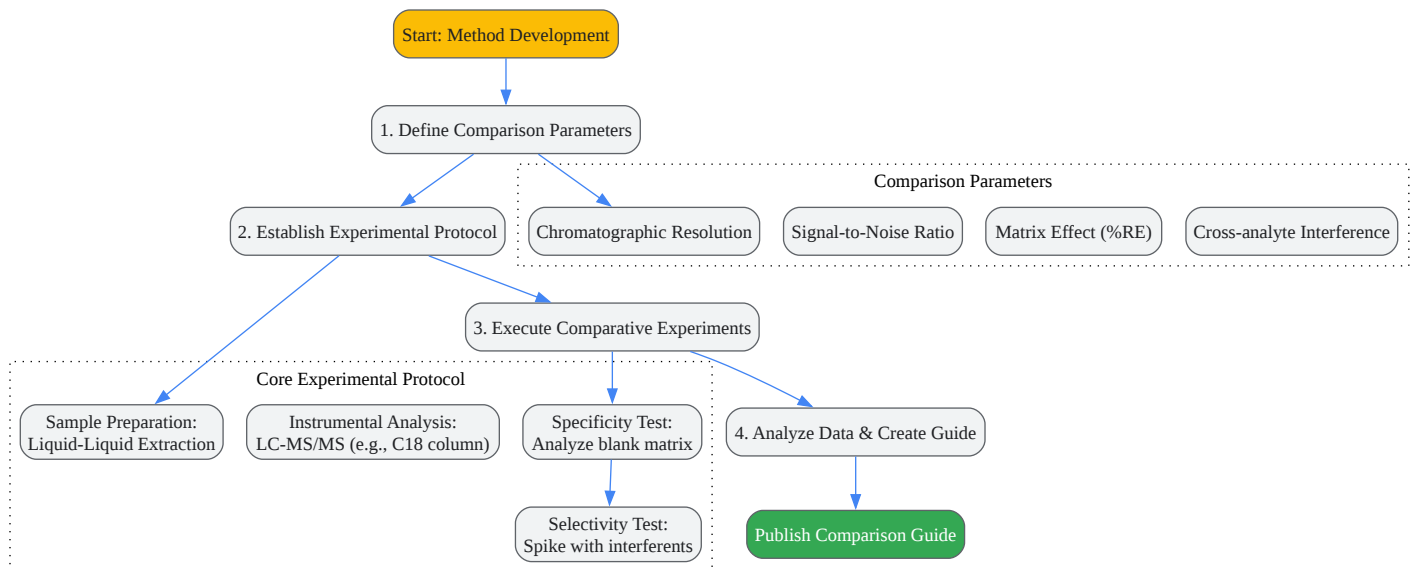 Start: Method Development
1. Define Comparison Parameters
Comparison Parameters
2. Establish Experimental Protocol
Chromatographic Resolution
Signal-to-Noise Ratio
Matrix Effect (%RE)
Cross-analyte Interference
3. Execute Comparative Experiments
Core Experimental Protocol
Sample Preparation:
Liquid-Liquid Extraction
Instrumental Analysis:
LC-MS/MS (e.g., C18 column)
Specificity Test:
Analyze blank matrix
4. Analyze Data & Create Guide
Selectivity Test:
Spike with interferents
Publish Comparison Guide